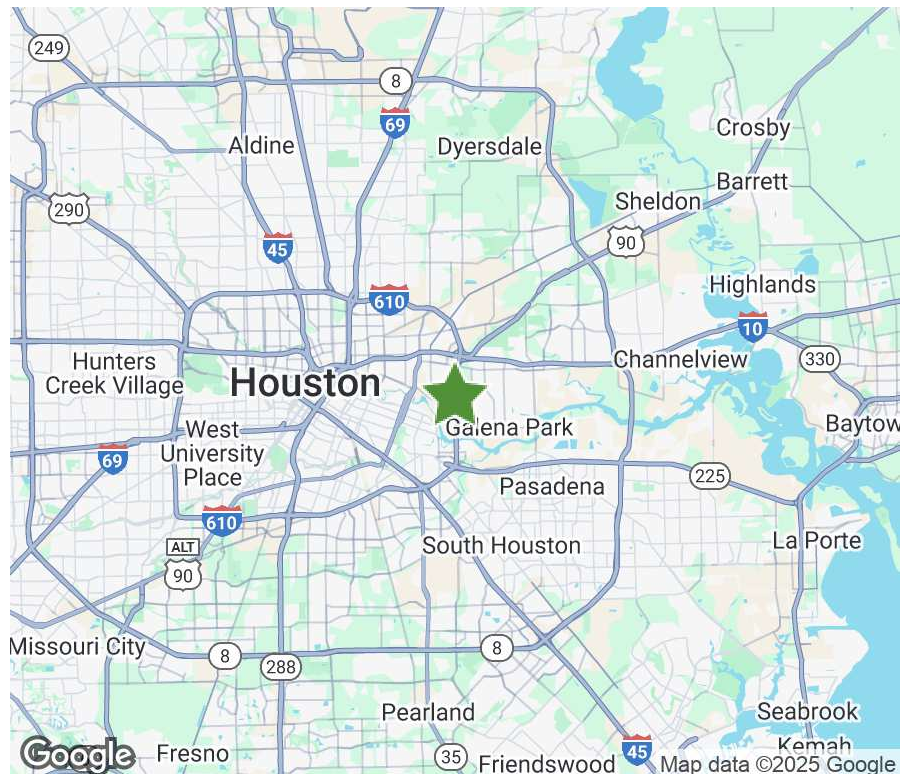 249
8
69
Aldine
Dyersdale
Crosby
Barrett
Sheldon
290
45
90
610
Highlands
10
330
Hunters
Creek Village
Houston
Channelview
West
University
Place
Galena Park
Baytow
69
225
Pasadena
610
South Houston
La Porte
ALT
90
Missouri City
8
288
8
Pearland
Seabrook
Kemah
Google
Fresno
35
Friendswood
45
Map data ©2025 Google